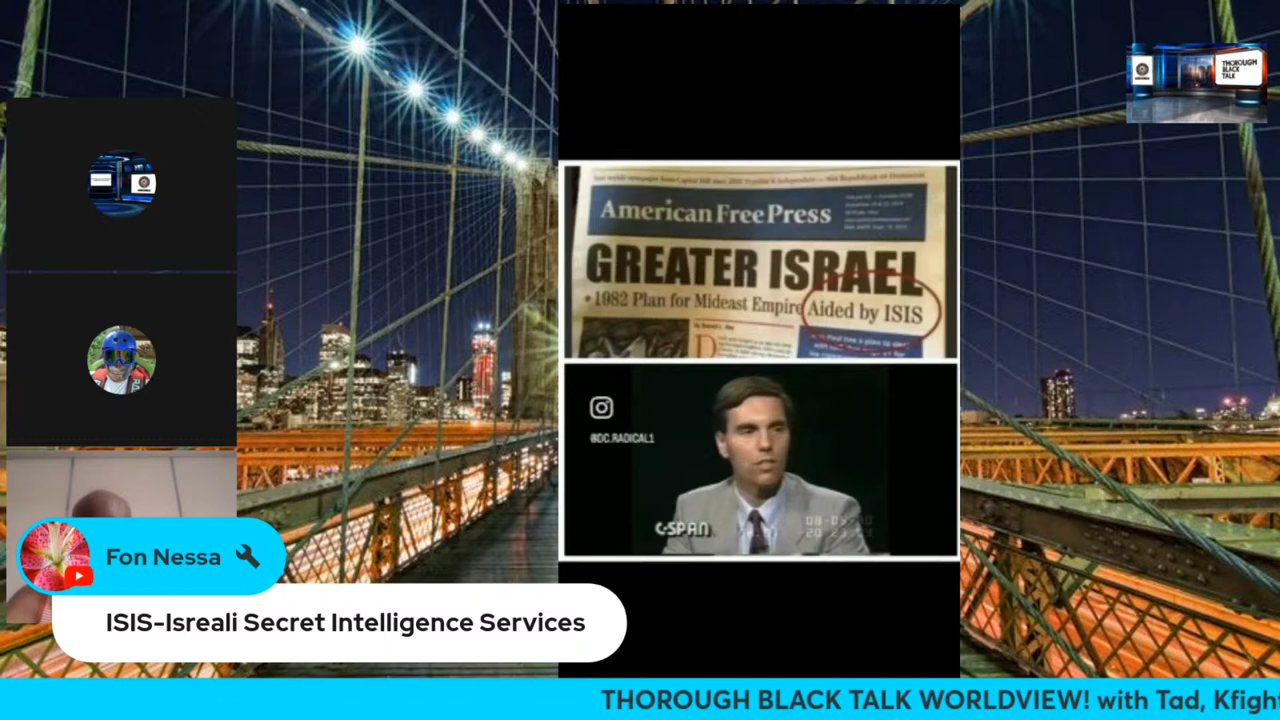 THOROUGH
BLACK
TALK
American Free Press
GREATER ISRAEL
• 1982 Plan for Mideast Empire Aided by ISIS
@DC.RADICAL1
C-SPAN
Fon Nessa
ISIS-Isreali Secret Intelligence Services
THOROUGH BLACK TALK WORLDVIEW! with Tad, Kfigh